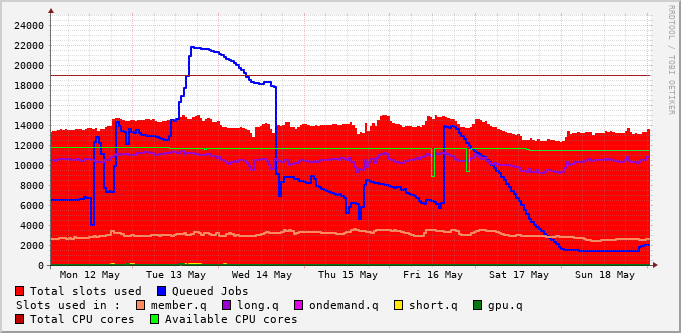 RRDTOOL / TOBI OETIKER
24000
22000
20000
18000
16000
14000
12000
10000
8000
6000
4000
2000
0
Mon 12 May Tue 13 May Wed 14 May Thu 15 May Fri 16 May Sat 17 May Sun 18 May
Total slots used Queued Jobs
Slots used in : member.q long.q ondemand.q short.q gpu.q
Total CPU cores Available CPU cores